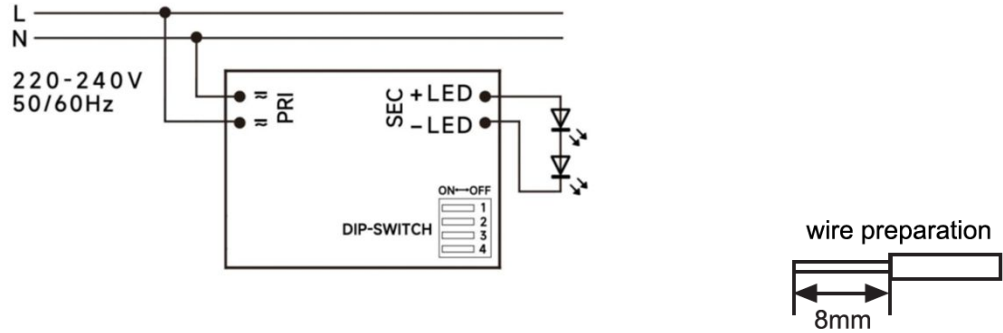 L
N
220-240V
50/60Hz
≂ PRI
≂
SEC
+LED
–LED
ON↔OFF
1
2
3
4
DIP-SWITCH
wire preparation
8mm